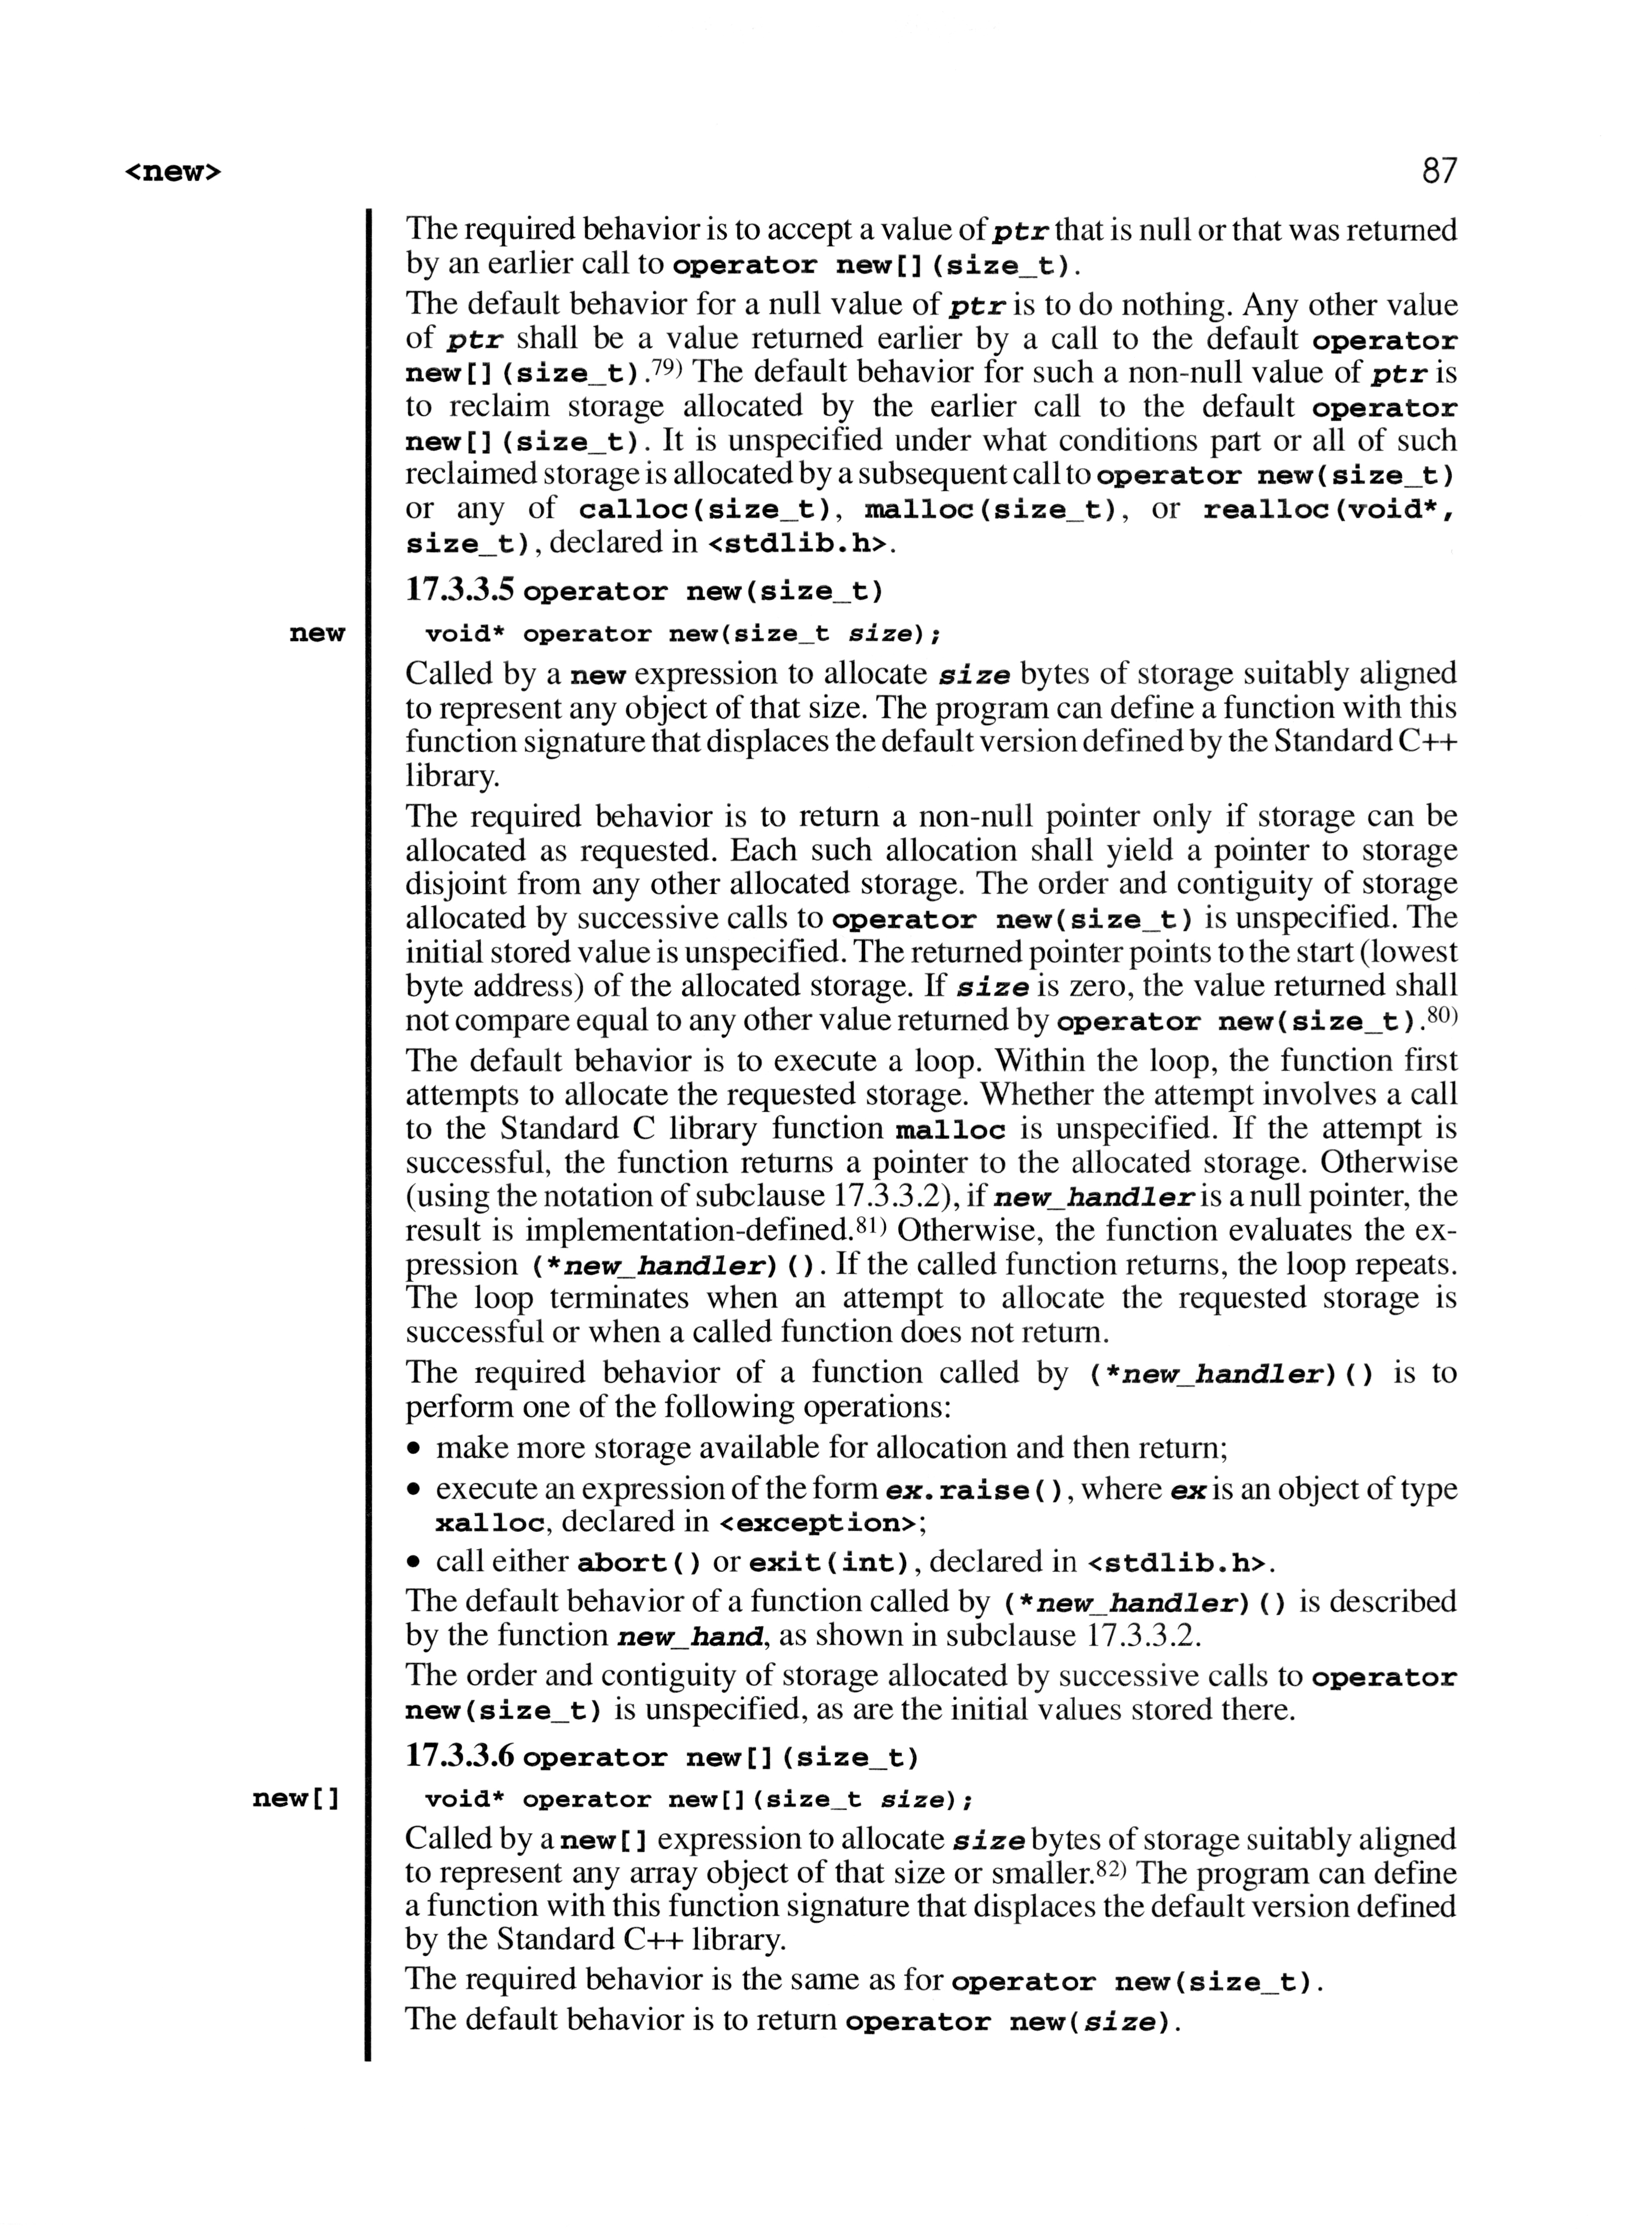 <new> 87
The required behavior is to accept a value of ptr that is null or that was returned
by an earlier call to operator new[](size_t).
The default behavior for a null value of ptr is to do nothing. Any other value
of ptr shall be a value returned earlier by a call to the default operator
new[](size_t).79) The default behavior for such a non-null value of ptr is
to reclaim storage allocated by the earlier call to the default operator
new[](size_t). It is unspecified under what conditions part or all of such
reclaimed storage is allocated by a subsequent call to operator new(size_t)
or any of calloc(size_t), malloc(size_t), or realloc(void*,
size_t), declared in <stdlib.h>.
17.3.3.5 operator new(size_t)
new void* operator new(size_t size);
Called by a new expression to allocate size bytes of storage suitably aligned
to represent any object of that size. The program can define a function with this
function signature that displaces the default version defined by the Standard C++
library.
The required behavior is to return a non-null pointer only if storage can be
allocated as requested. Each such allocation shall yield a pointer to storage
disjoint from any other allocated storage. The order and contiguity of storage
allocated by successive calls to operator new(size_t) is unspecified. The
initial stored value is unspecified. The returned pointer points to the start (lowest
byte address) of the allocated storage. If size is zero, the value returned shall
not compare equal to any other value returned by operator new(size_t).80)
The default behavior is to execute a loop. Within the loop, the function first
attempts to allocate the requested storage. Whether the attempt involves a call
to the Standard C library function malloc is unspecified. If the attempt is
successful, the function returns a pointer to the allocated storage. Otherwise
(using the notation of subclause 17.3.3.2), if new_handler is a null pointer, the
result is implementation-defined.81) Otherwise, the function evaluates the ex-
pression (*new_handler)(). If the called function returns, the loop repeats.
The loop terminates when an attempt to allocate the requested storage is
successful or when a called function does not return.
The required behavior of a function called by (*new_handler)() is to
perform one of the following operations:
• make more storage available for allocation and then return;
• execute an expression of the form ex.raise(), where ex is an object of type
xalloc, declared in <exception>;
• call either abort() or exit(int), declared in <stdlib.h>.
The default behavior of a function called by (*new_handler)() is described
by the function new_hand, as shown in subclause 17.3.3.2.
The order and contiguity of storage allocated by successive calls to operator
new(size_t) is unspecified, as are the initial values stored there.
17.3.3.6 operator new[](size_t)
new[] void* operator new[](size_t size);
Called by a new[] expression to allocate size bytes of storage suitably aligned
to represent any array object of that size or smaller.82) The program can define
a function with this function signature that displaces the default version defined
by the Standard C++ library.
The required behavior is the same as for operator new(size_t).
The default behavior is to return operator new(size).